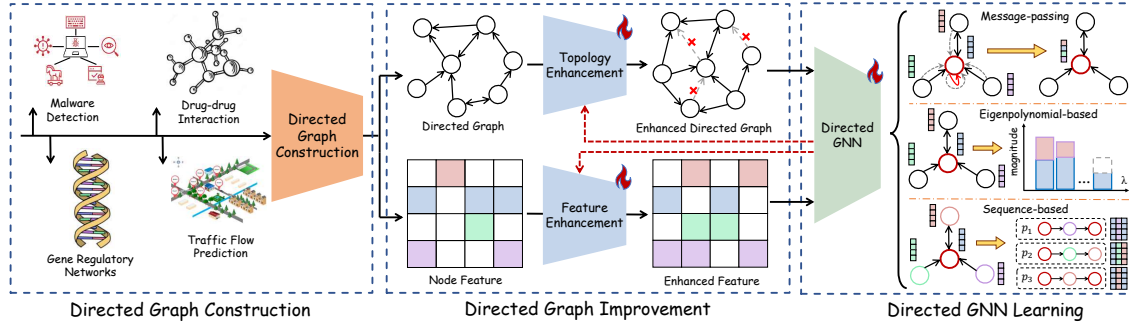 Malware
Detection
Drug-drug
Interaction
Gene Regulatory
Networks
Traffic Flow
Prediction
Directed
Graph
Construction
Directed Graph
Topology
Enhancement
Enhanced Directed Graph
Node Feature
Feature
Enhancement
Enhanced Feature
Directed
GNN
Message-passing
Eigenpolynomial-based
magnitude
...
λ
Sequence-based
p1
p2
p3
Directed Graph Construction
Directed Graph Improvement
Directed GNN Learning